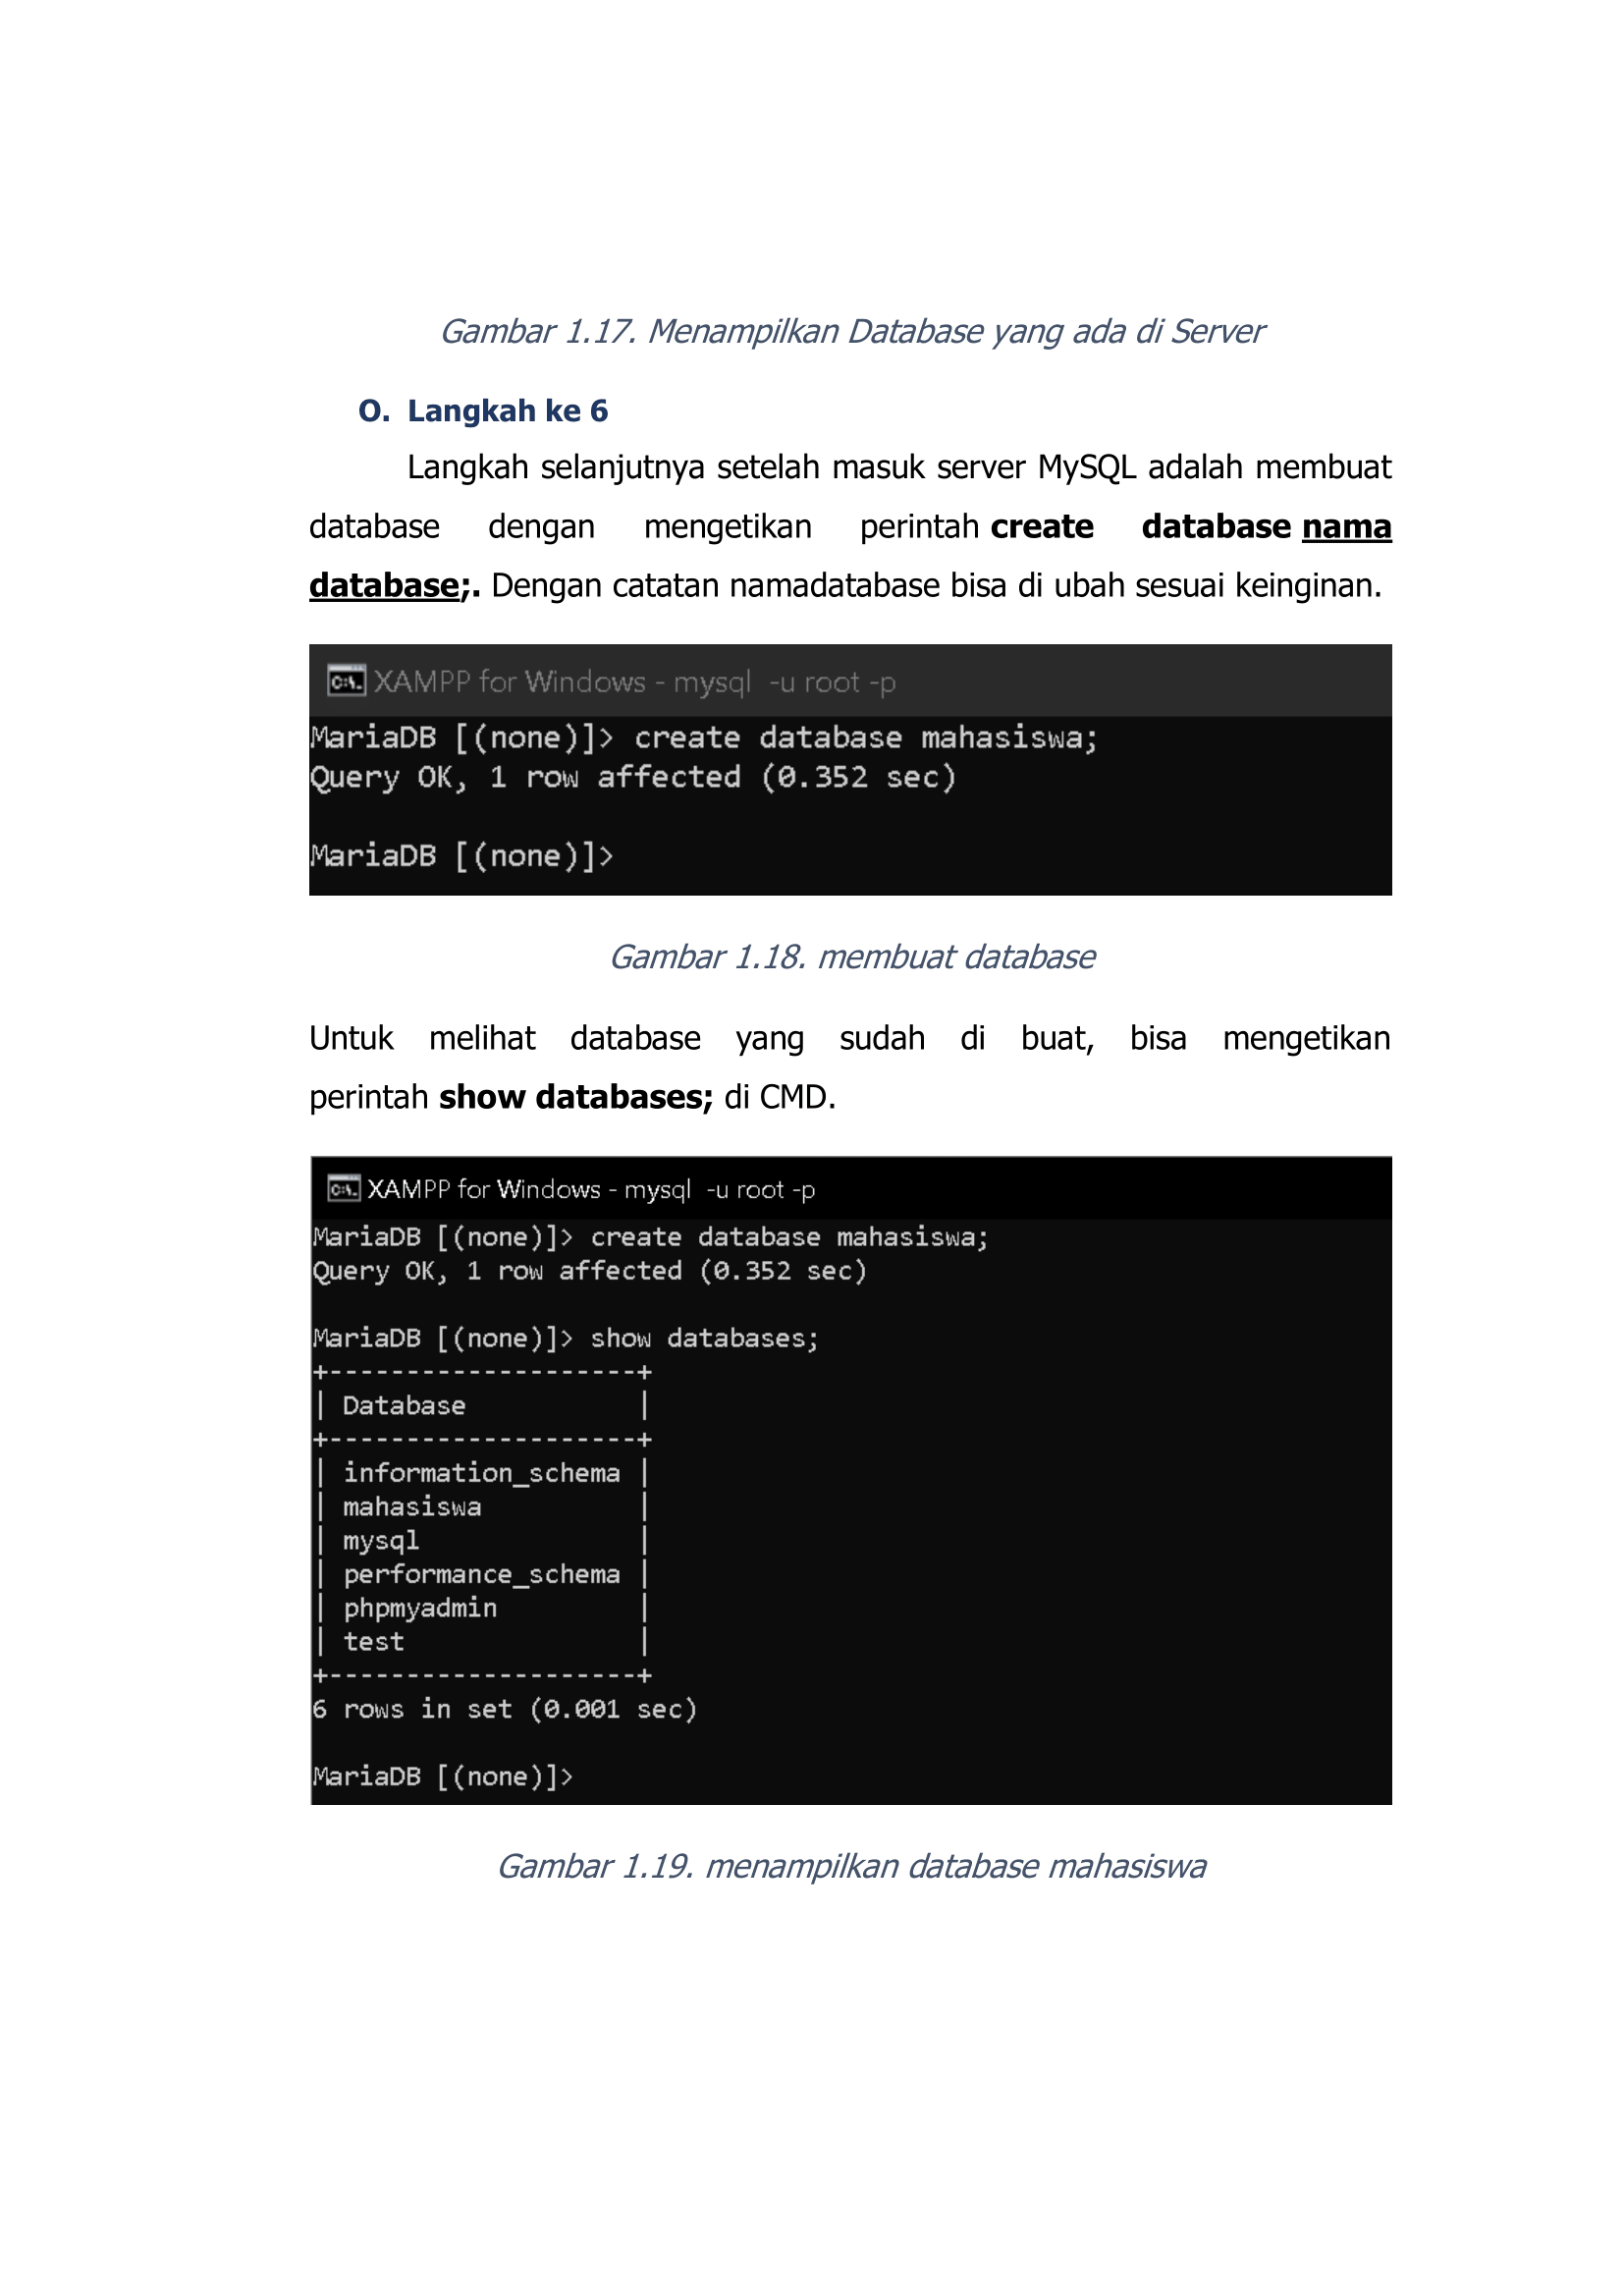 Gambar 1.17. Menampilkan Database yang ada di Server
O. Langkah ke 6
Langkah selanjutnya setelah masuk server MySQL adalah membuat
database dengan mengetikan perintah create database nama
database;. Dengan catatan namadatabase bisa di ubah sesuai keinginan.
XAMPP for Windows - mysql -u root -p
MariaDB [(none)]> create database mahasiswa;
Query OK, 1 row affected (0.352 sec)
MariaDB [(none)]>
Gambar 1.18. membuat database
Untuk melihat database yang sudah di buat, bisa mengetikan
perintah show databases; di CMD.
XAMPP for Windows - mysql -u root -p
MariaDB [(none)]> create database mahasiswa;
Query OK, 1 row affected (0.352 sec)
MariaDB [(none)]> show databases;
+--------------------+
| Database           |
+--------------------+
| information_schema |
| mahasiswa          |
| mysql              |
| performance_schema |
| phpmyadmin         |
| test               |
+--------------------+
6 rows in set (0.001 sec)
MariaDB [(none)]>
Gambar 1.19. menampilkan database mahasiswa